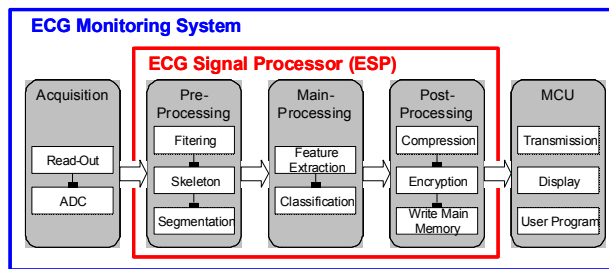 ECG Monitoring System
ECG Signal Processor (ESP)
Acquisition
Read-Out
ADC
Pre-
Processing
Fitering
Skeleton
Segmentation
Main-
Processing
Feature
Extraction
Classification
Post-
Processing
Compression
Encryption
Write Main
Memory
MCU
Transmission
Display
User Program